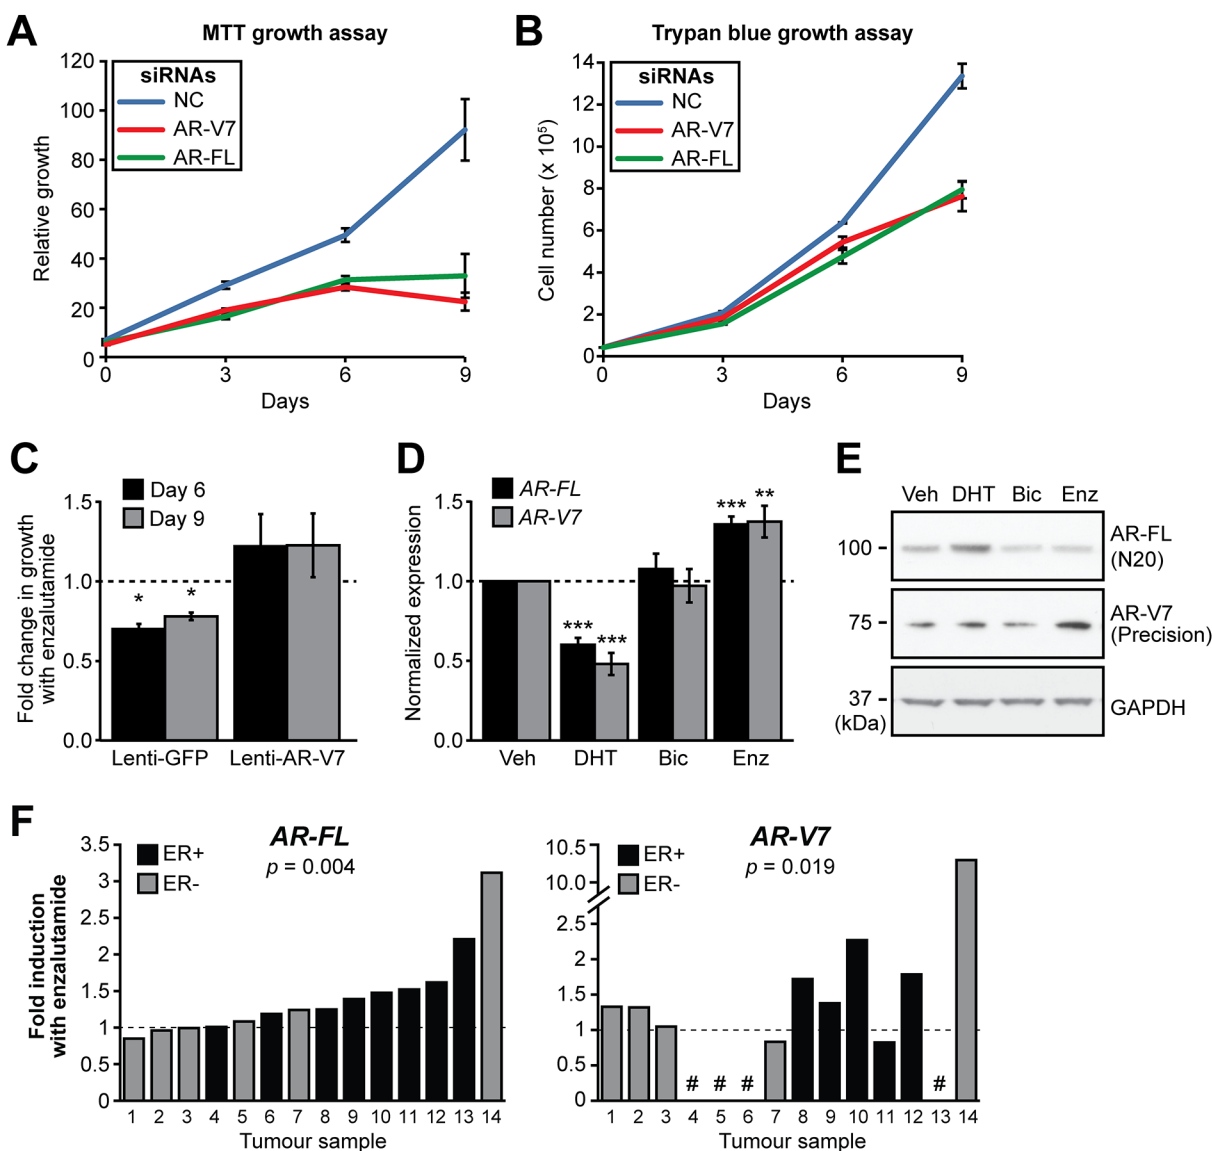 A
MTT growth assay
120
100
80
60
40
20
0
Relative growth
siRNAs
NC
AR-V7
AR-FL
0 3 6 9
Days
B
Trypan blue growth assay
14
12
10
8
6
4
2
0
Cell number (x 10⁵)
siRNAs
NC
AR-V7
AR-FL
0 3 6 9
Days
C
Day 6
Day 9
1.5
1.0
0.5
0.0
Fold change in growth
with enzalutamide
* *
Lenti-GFP Lenti-AR-V7
D
AR-FL
AR-V7
1.5
1.0
0.5
0.0
Normalized expression
*** ***
*** **
Veh DHT Bic Enz
E
Veh DHT Bic Enz
100
AR-FL
(N20)
75
AR-V7
(Precision)
37
(kDa)
GAPDH
F
AR-FL
p = 0.004
ER+
ER-
3.5
3
2.5
2
1.5
1
0.5
0
Fold induction
with enzalutamide
1 2 3 4 5 6 7 8 9 10 11 12 13 14
Tumour sample
AR-V7
p = 0.019
ER+
ER-
10.5
10.0
2.5
2
1.5
1
0.5
0
# # # #
1 2 3 4 5 6 7 8 9 10 11 12 13 14
Tumour sample